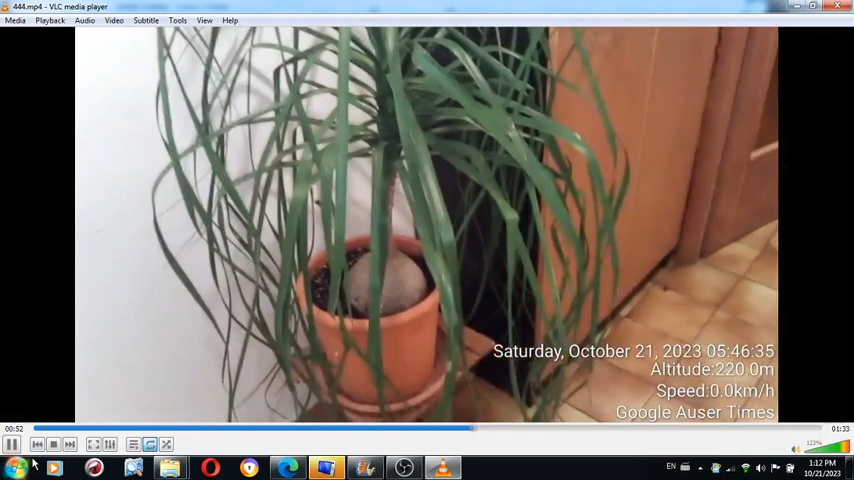 444.mp4 - VLC media player
Media Playback Audio Video Subtitle Tools View Help
Saturday, October 21, 2023 05:46:35
Altitude:220.0m
Speed:0.0km/h
Google Auser Times
00:52
01:33
123%
EN
1:12 PM
10/21/2023